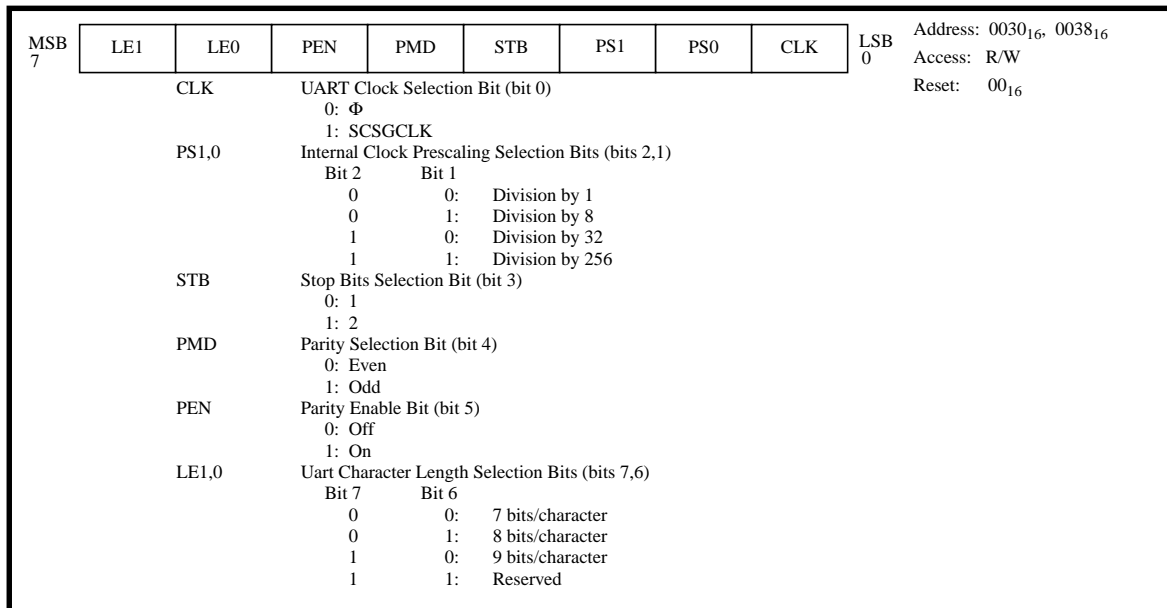 MSB LE1 LE0 PEN PMD STB PS1 PS0 CLK LSB
7 0
Address: 0030₁₆, 0038₁₆
Access: R/W
Reset: 00₁₆
CLK UART Clock Selection Bit (bit 0)
0: Φ
1: SCSGCLK
PS1,0 Internal Clock Prescaling Selection Bits (bits 2,1)
Bit 2 Bit 1
0 0: Division by 1
0 1: Division by 8
1 0: Division by 32
1 1: Division by 256
STB Stop Bits Selection Bit (bit 3)
0: 1
1: 2
PMD Parity Selection Bit (bit 4)
0: Even
1: Odd
PEN Parity Enable Bit (bit 5)
0: Off
1: On
LE1,0 Uart Character Length Selection Bits (bits 7,6)
Bit 7 Bit 6
0 0: 7 bits/character
0 1: 8 bits/character
1 0: 9 bits/character
1 1: Reserved